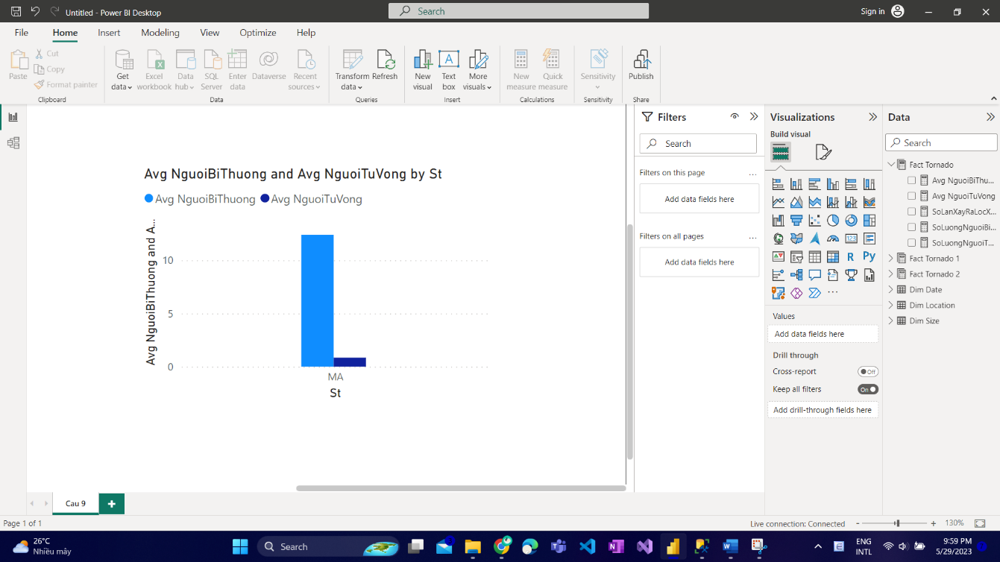 Untitled - Power BI Desktop
Search
Sign in
File
Home
Insert
Modeling
View
Optimize
Help
Paste
Cut
Copy
Format painter
Clipboard
Get data
Excel workbook
Data hub
SQL Server
Enter data
Dataverse
Recent sources
Data
Transform data
Refresh
Queries
New visual
Text box
More visuals
Insert
New measure
Quick measure
Calculations
Sensitivity
Sensitivity
Publish
Share
Avg NguoiBiThuong and Avg NguoiTuVong by St
Avg NguoiBiThuong
Avg NguoiTuVong
Avg NguoiBiThuong and A...
10
5
0
MA
St
Filters
Search
Filters on this page
...
Add data fields here
Filters on all pages
...
Add data fields here
Visualizations
Build visual
123
R
Py
...
Values
Add data fields here
Drill through
Cross-report
Off
Keep all filters
On
Add drill-through fields here
Data
Search
Fact Tornado
Avg NguoiBiThu...
Avg NguoiTuVong
SoLanXayRaLocX...
SoLuongNguoiBi...
SoLuongNguoiT...
Fact Tornado 1
Fact Tornado 2
Dim Date
Dim Location
Dim Size
Cau 9
+
Page 1 of 1
Live connection: Connected
- + 130%
26°C
Nhiều mây
Search
ENG
INTL
9:59 PM
5/29/2023